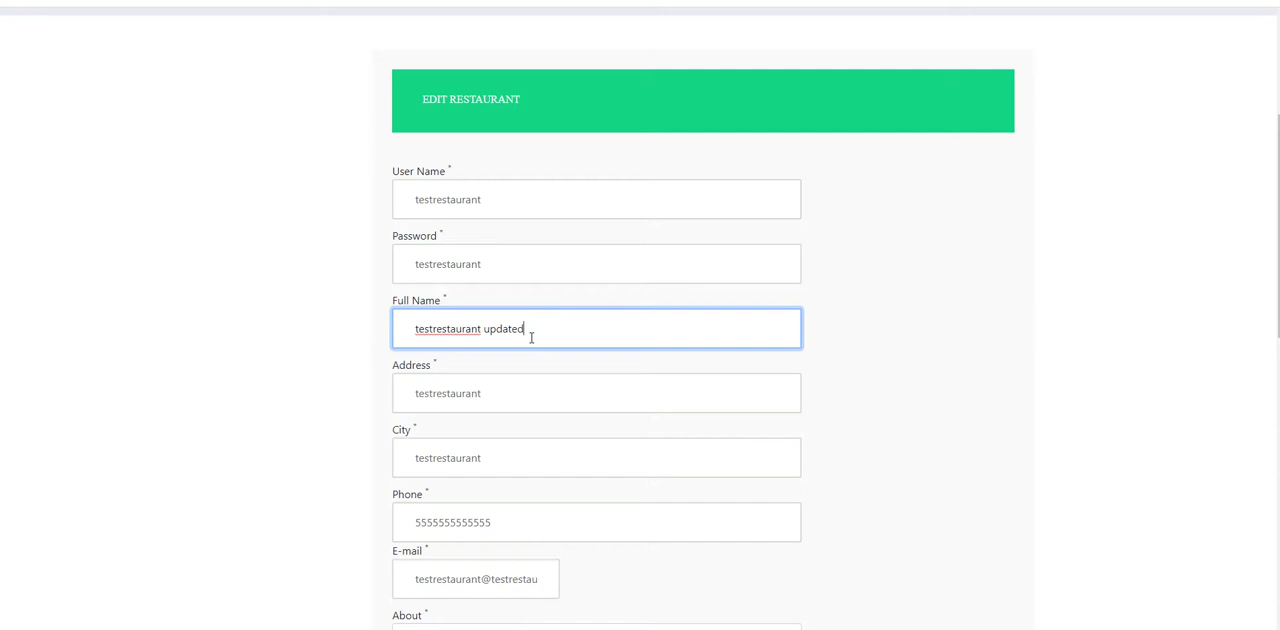 EDIT RESTAURANT
User Name *
testrestaurant
Password *
testrestaurant
Full Name *
testrestaurant updated
Address *
testrestaurant
City *
testrestaurant
Phone *
5555555555555
E-mail *
testrestaurant@testrestau
About *